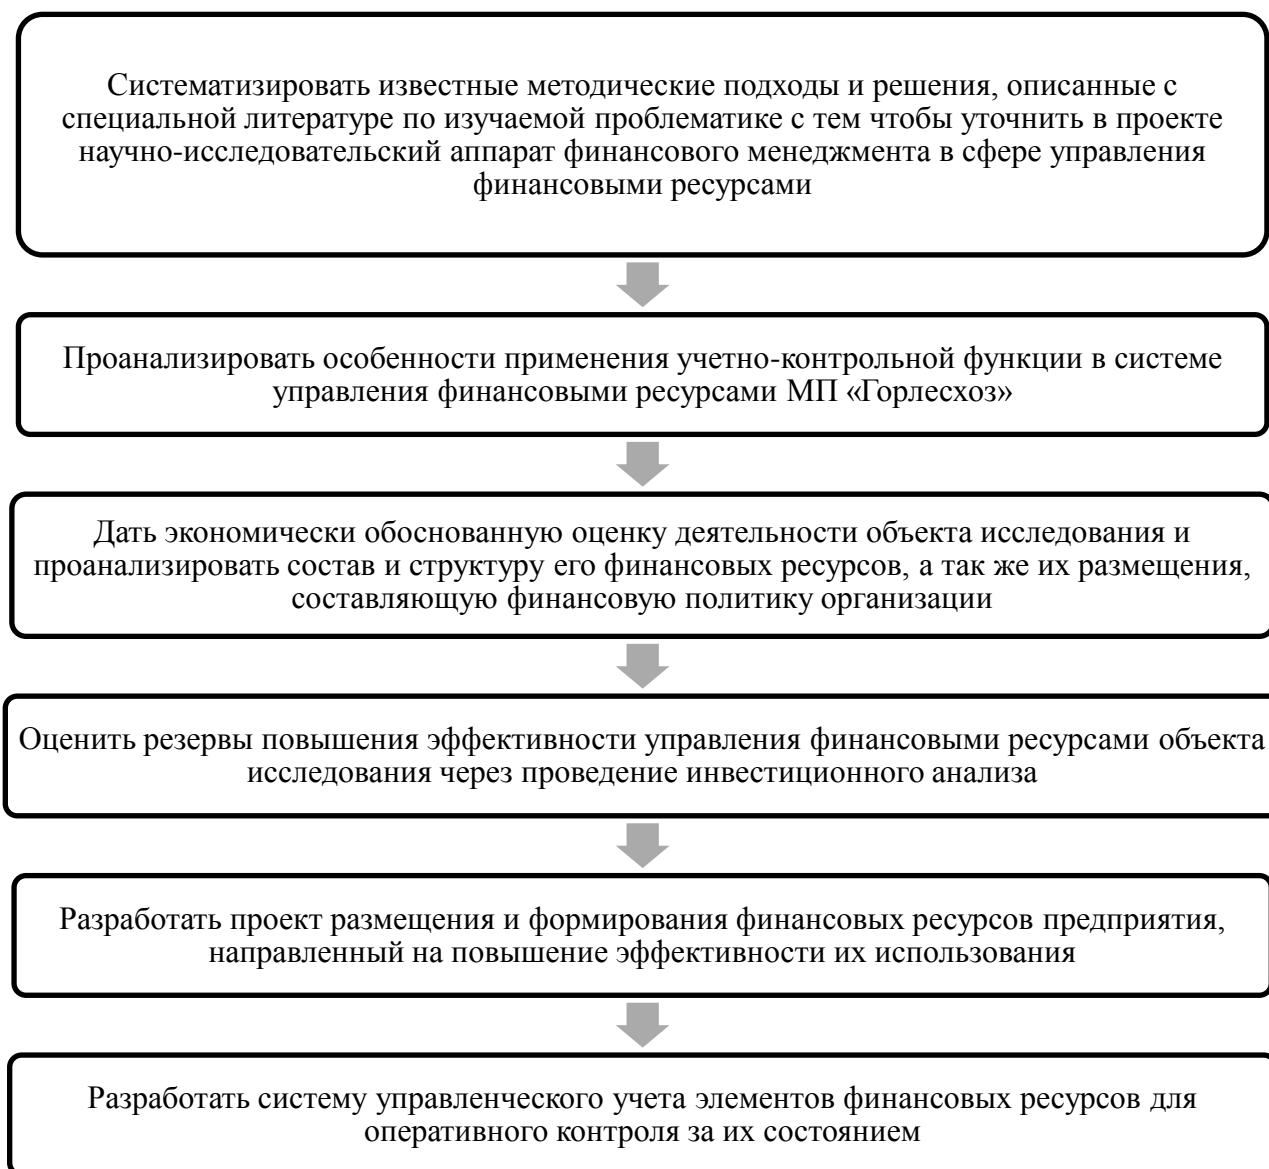 Систематизировать известные методические подходы и решения, описанные с
специальной литературе по изучаемой проблематике с тем чтобы уточнить в проекте
научно-исследовательский аппарат финансового менеджмента в сфере управления
финансовыми ресурсами
Проанализировать особенности применения учетно-контрольной функции в системе
управления финансовыми ресурсами МП «Горлесхоз»
Дать экономически обоснованную оценку деятельности объекта исследования и
проанализировать состав и структуру его финансовых ресурсов, а так же их размещения,
составляющую финансовую политику организации
Оценить резервы повышения эффективности управления финансовыми ресурсами объекта
исследования через проведение инвестиционного анализа
Разработать проект размещения и формирования финансовых ресурсов предприятия,
направленный на повышение эффективности их использования
Разработать систему управленческого учета элементов финансовых ресурсов для
оперативного контроля за их состоянием